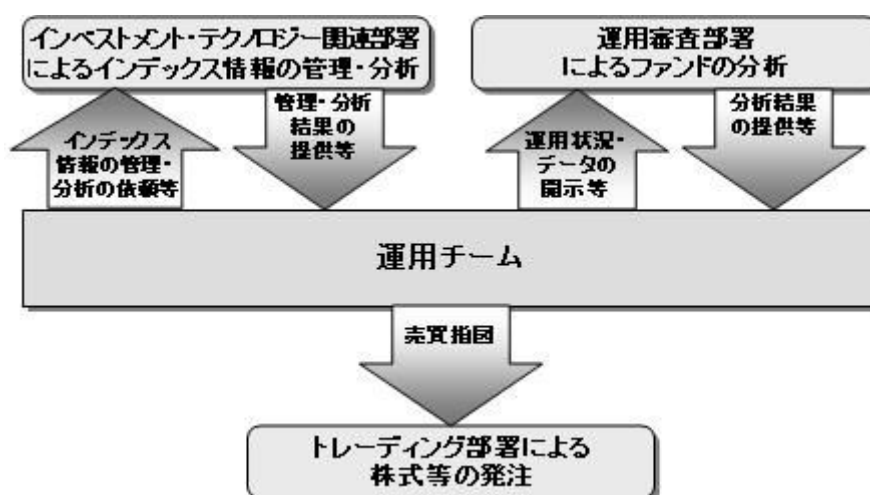 インベストメント・テクノロジー関連部署
によるインデックス情報の管理・分析
運用審査部署
によるファンドの分析
インデックス
情報の管理・
分析の依頼等
管理・分析
結果の
提供等
運用状況・
データの
開示等
分析結果
の提供等
運用チーム
売買指図
トレーディング部署による
株式等の発注